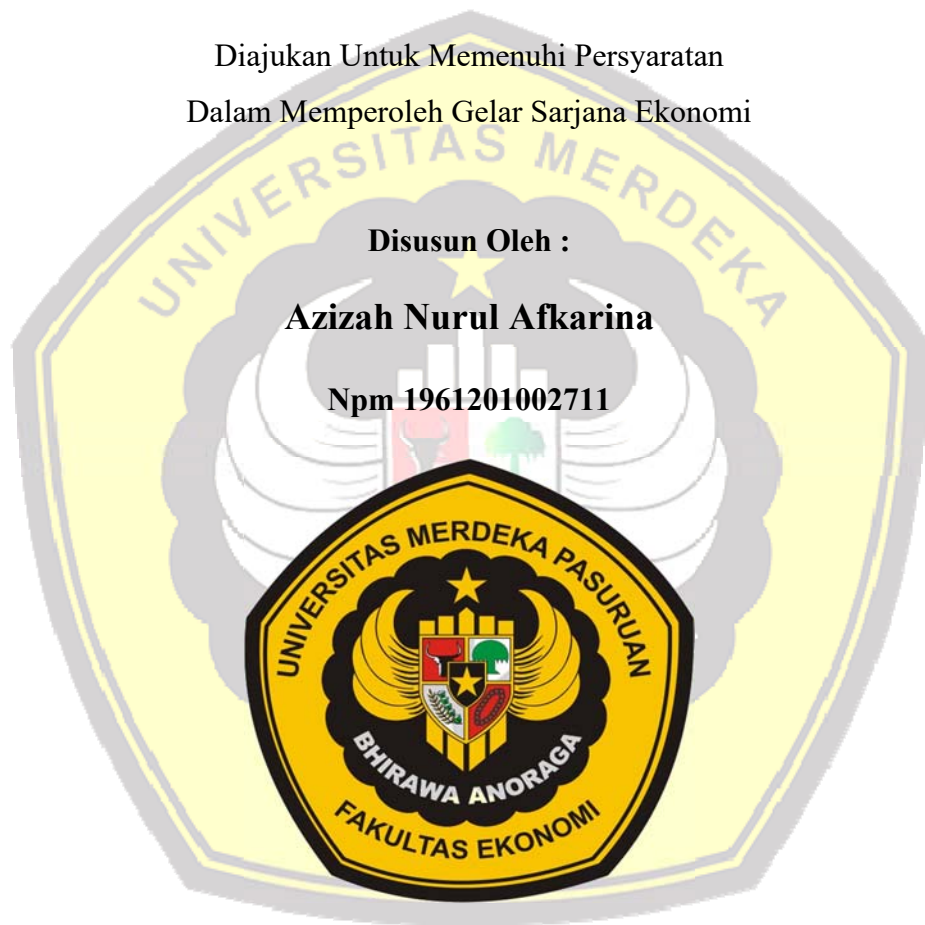 Diajukan Untuk Memenuhi Persyaratan
Dalam Memperoleh Gelar Sarjana Ekonomi
UNIVERSITAS MERDEKA
Disusun Oleh :
Azizah Nurul Afkarina
Npm 1961201002711
UNIVERSITAS MERDEKA PASURUAN
BHIRAWA ANORAGA
FAKULTAS EKONOMI